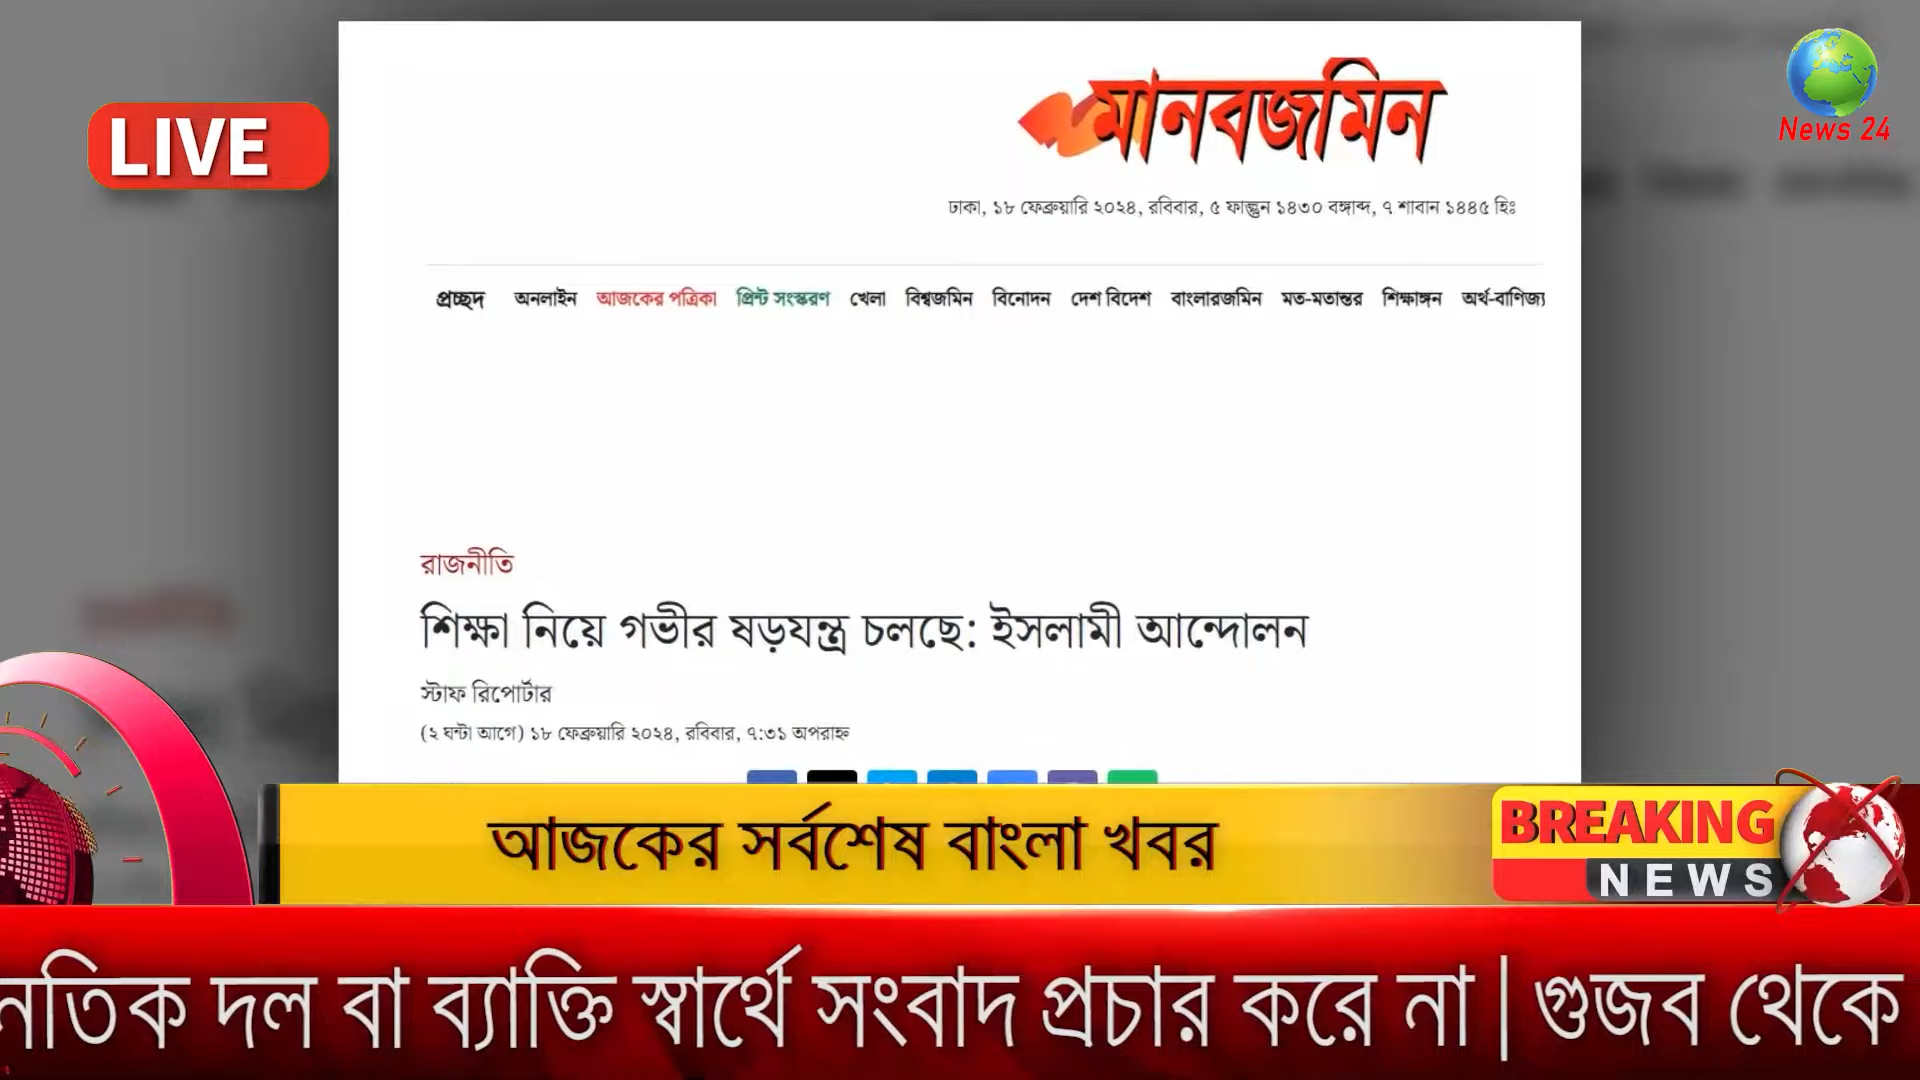 LIVE
মানবজমিন
News 24
ঢাকা, ১৮ ফেব্রুয়ারি ২০২৪, রবিবার, ৫ ফাল্গুন ১৪৩০ বঙ্গাব্দ, ৭ শাবান ১৪৪৫ হিঃ
প্রচ্ছদ অনলাইন আজকের পত্রিকা প্রিন্ট সংস্করণ খেলা বিশ্বজমিন বিনোদন দেশ বিদেশ বাংলারজমিন মত-মতান্তর শিক্ষাঙ্গন অর্থ-বাণিজ্য
রাজনীতি
শিক্ষা নিয়ে গভীর ষড়যন্ত্র চলছে: ইসলামী আন্দোলন
স্টাফ রিপোর্টার
(২ ঘন্টা আগে) ১৮ ফেব্রুয়ারি ২০২৪, রবিবার, ৭:৩১ অপরাহ্ন
আজকের সর্বশেষ বাংলা খবর
BREAKING
NEWS
নতিক দল বা ব্যাক্তি স্বার্থে সংবাদ প্রচার করে না | গুজব থেকে